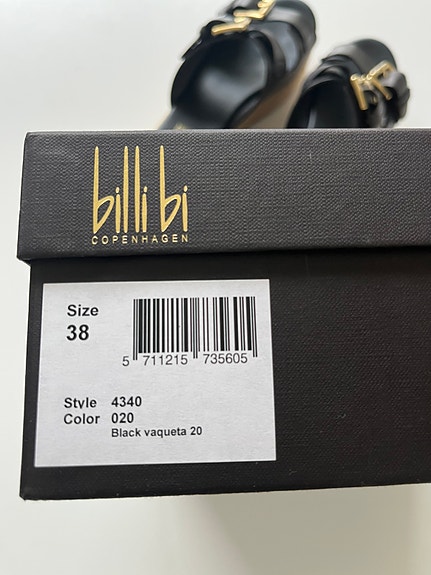 billi bi
COPENHAGEN
Size
38
5 711215 735605
Style 4340
Color 020
Black vaqueta 20